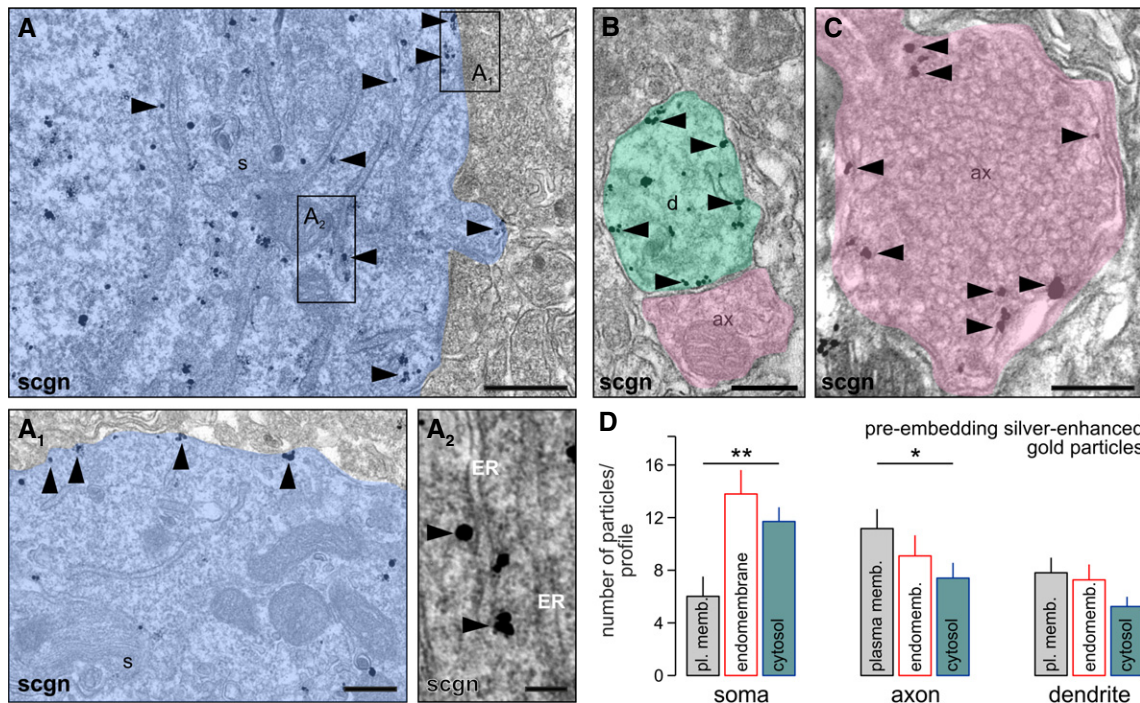 A
A1
s
A2
scgn
B
d
ax
scgn
C
ax
scgn
A1
s
scgn
A2
ER
ER
scgn
D
pre-embedding silver-enhanced
gold particles
number of particles/
profile
16
12
8
4
0
**
*
pl. memb.
endomembrane
cytosol
plasma memb.
endomemb.
cytosol
pl. memb.
endomemb.
cytosol
soma axon dendrite